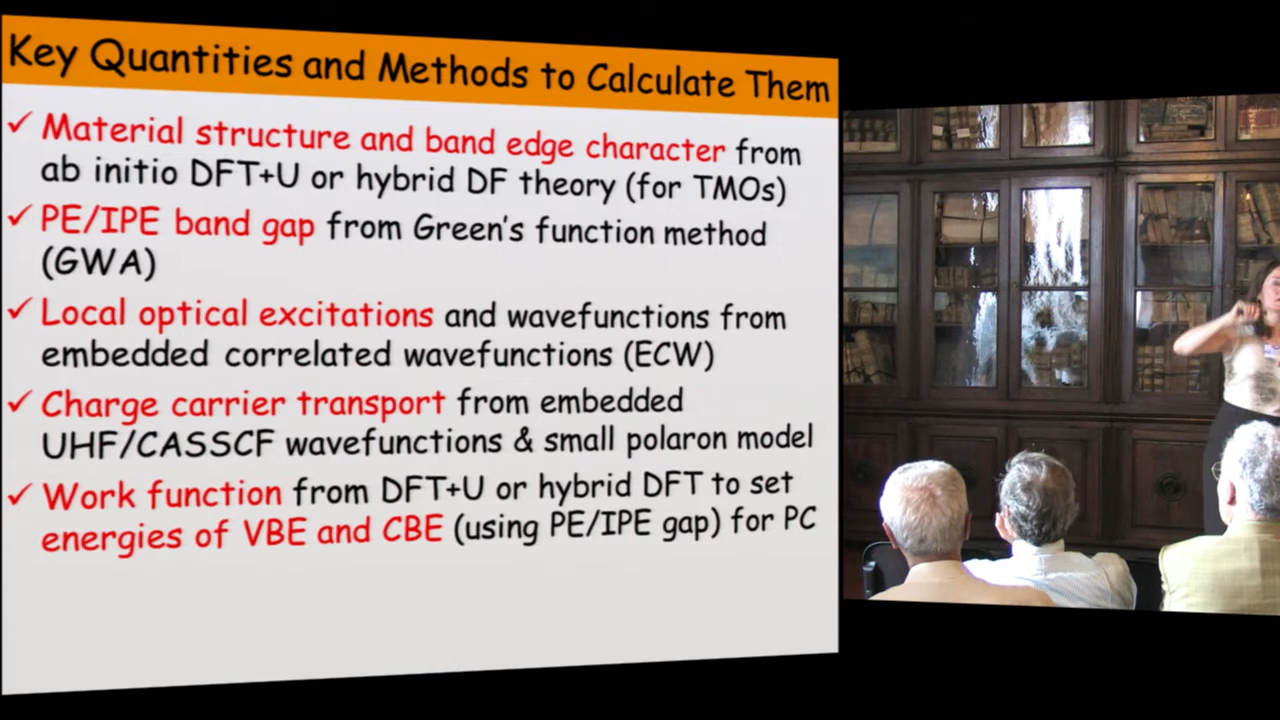 Key Quantities and Methods to Calculate Them
✓ Material structure and band edge character from
ab initio DFT+U or hybrid DF theory (for TMOs)
✓ PE/IPE band gap from Green's function method
(GWA)
✓ Local optical excitations and wavefunctions from
embedded correlated wavefunctions (ECW)
✓ Charge carrier transport from embedded
UHF/CASSCF wavefunctions & small polaron model
✓ Work function from DFT+U or hybrid DFT to set
energies of VBE and CBE (using PE/IPE gap) for PC